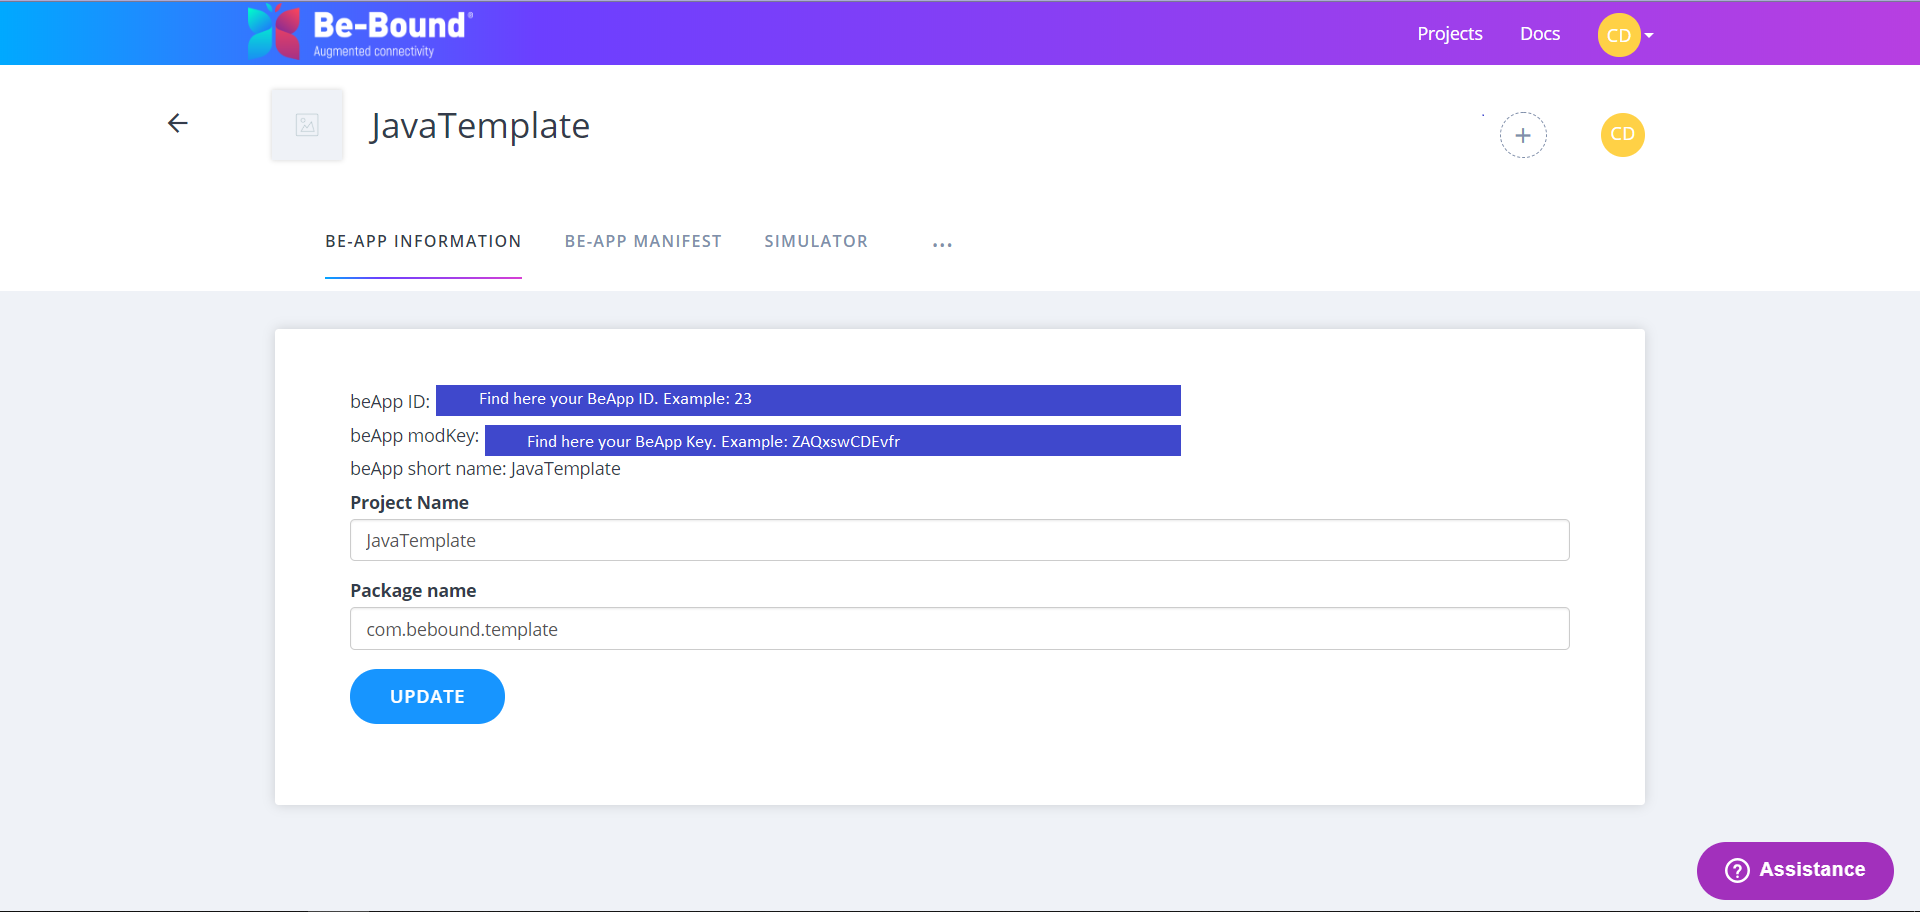 Be-Bound®
Augmented connectivity
Projects
Docs
CD
JavaTemplate
+
CD
BE-APP INFORMATION
BE-APP MANIFEST
SIMULATOR
...
beApp ID: Find here your BeApp ID. Example: 23
beApp modKey: Find here your BeApp Key. Example: ZAQxswCDEvfr
beApp short name: JavaTemplate
Project Name
JavaTemplate
Package name
com.bebound.template
UPDATE
? Assistance